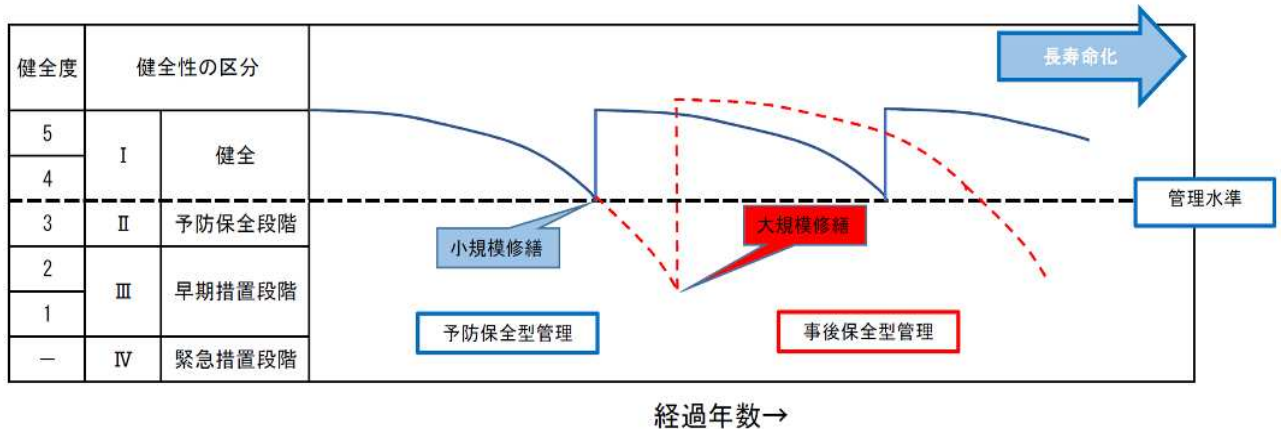 長寿命化
健全度 健全性の区分
5
4
Ⅰ 健全
管理水準
3 Ⅱ 予防保全段階
小規模修繕
大規模修繕
2
1
Ⅲ 早期措置段階
予防保全型管理
事後保全型管理
－ Ⅳ 緊急措置段階
経過年数→